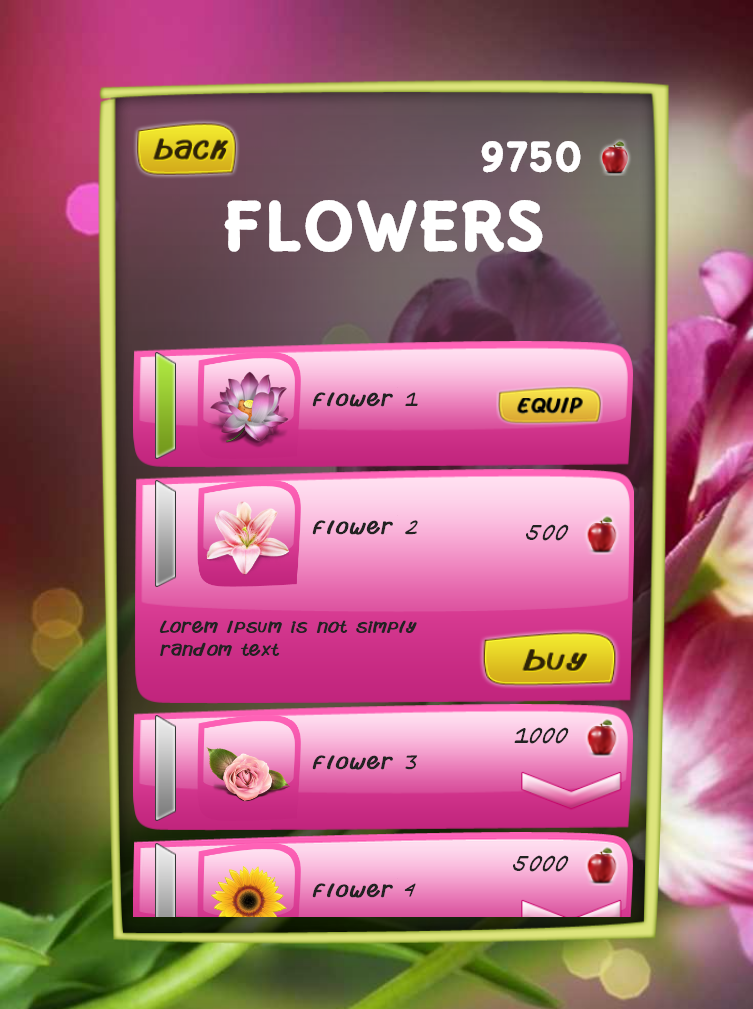 back
9750
FLOWERS
Flower 1
EQUIP
Flower 2
500
Lorem Ipsum is not simply
random text
buy
Flower 3
1000
Flower 4
5000